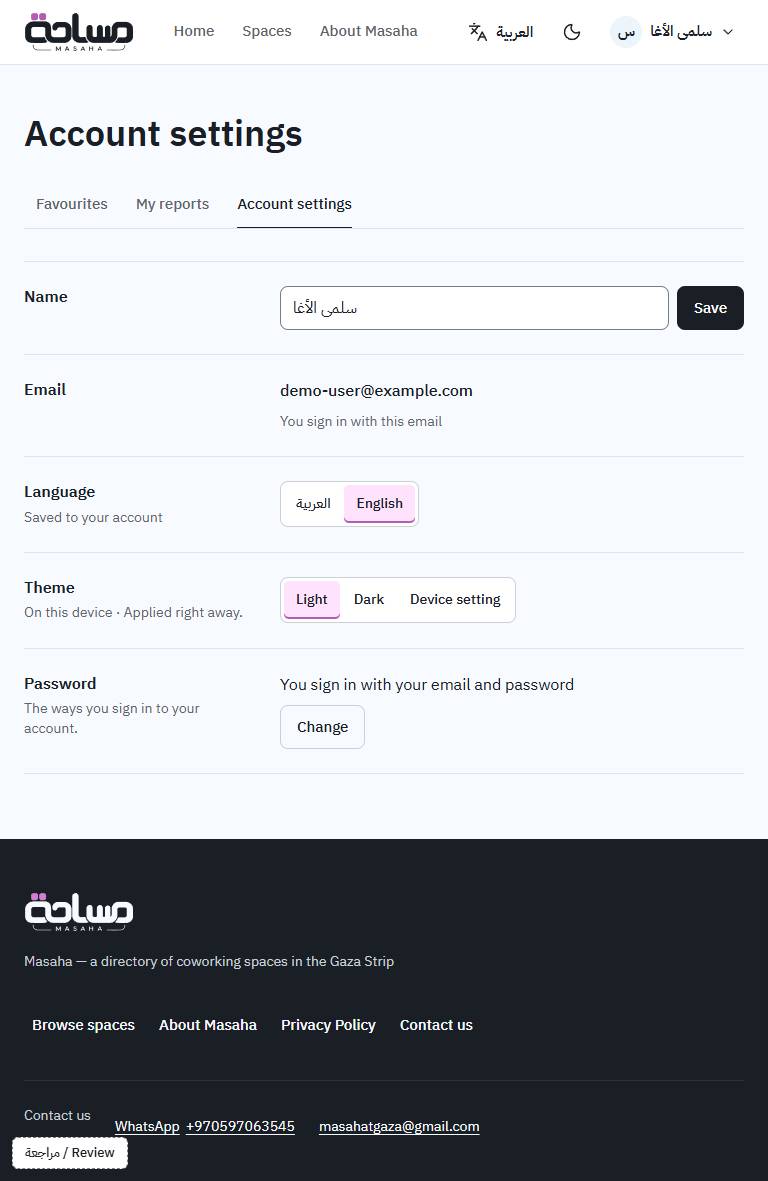 مساحة
MASAHA
Home Spaces About Masaha العربية س سلمى الأغا
Account settings
Favourites My reports Account settings
Name سلمى الأغا Save
Email demo-user@example.com
You sign in with this email
Language العربية English
Saved to your account
Theme Light Dark Device setting
On this device · Applied right away.
Password You sign in with your email and password
The ways you sign in to your
account.
Change
مساحة
MASAHA
Masaha — a directory of coworking spaces in the Gaza Strip
Browse spaces About Masaha Privacy Policy Contact us
Contact us WhatsApp +970597063545 masahatgaza@gmail.com
مراجعة / Review